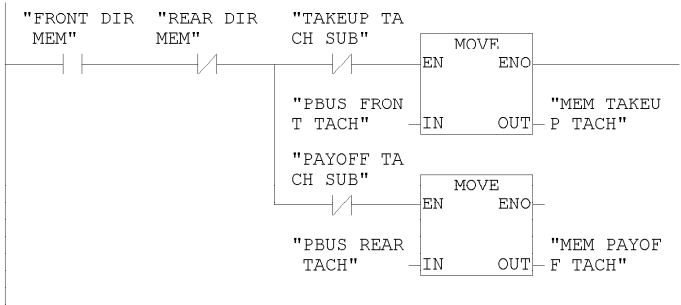 "FRONT DIR MEM"
"REAR DIR MEM"
"TAKEUP TA
CH SUB"
MOVE
EN ENO
"PBUS FRON
T TACH"
IN OUT
"MEM TAKEU
P TACH"
"PAYOFF TA
CH SUB"
MOVE
EN ENO
"PBUS REAR
TACH"
IN OUT
"MEM PAYOF
F TACH"